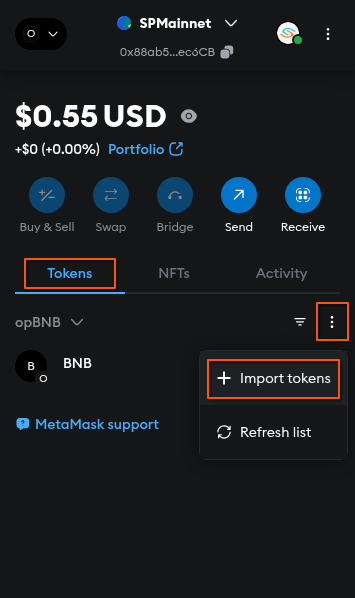 O
SPMainnet
0x88ab5...ec6CB
$0.55 USD
+$0 (+0.00%) Portfolio
Buy & Sell
Swap
Bridge
Send
Receive
Tokens
NFTs
Activity
opBNB
B
O
BNB
Import tokens
MetaMask support
Refresh list